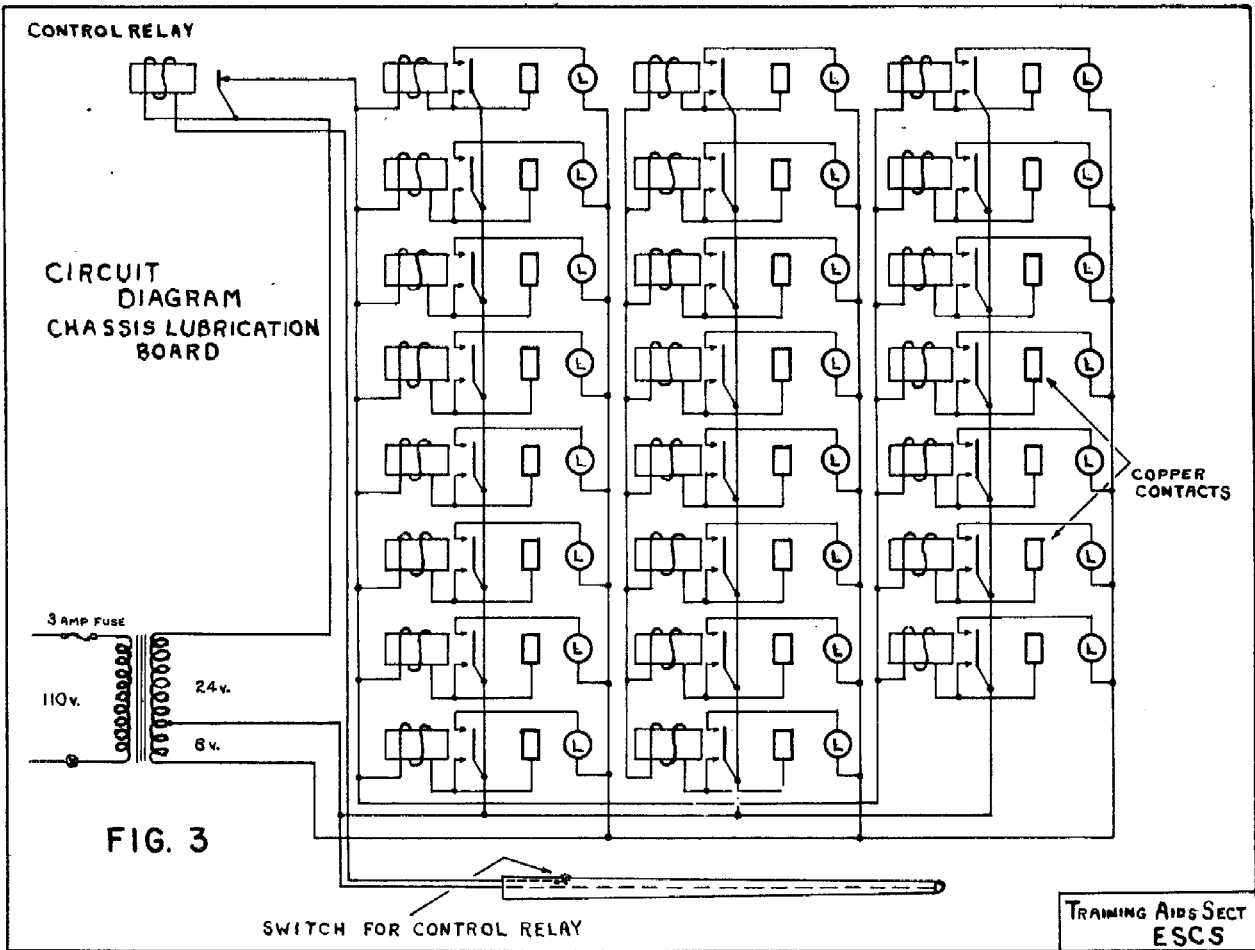 CONTROL RELAY
L L L
L L L
L L L
CIRCUIT
DIAGRAM
CHASSIS LUBRICATION
BOARD
L L L
L L L
COPPER
CONTACTS
L L L
3 AMP FUSE
L L L
110v.
24v.
6v.
L L
FIG. 3
SWITCH FOR CONTROL RELAY
TRAINING AIDS SECT
ESCS